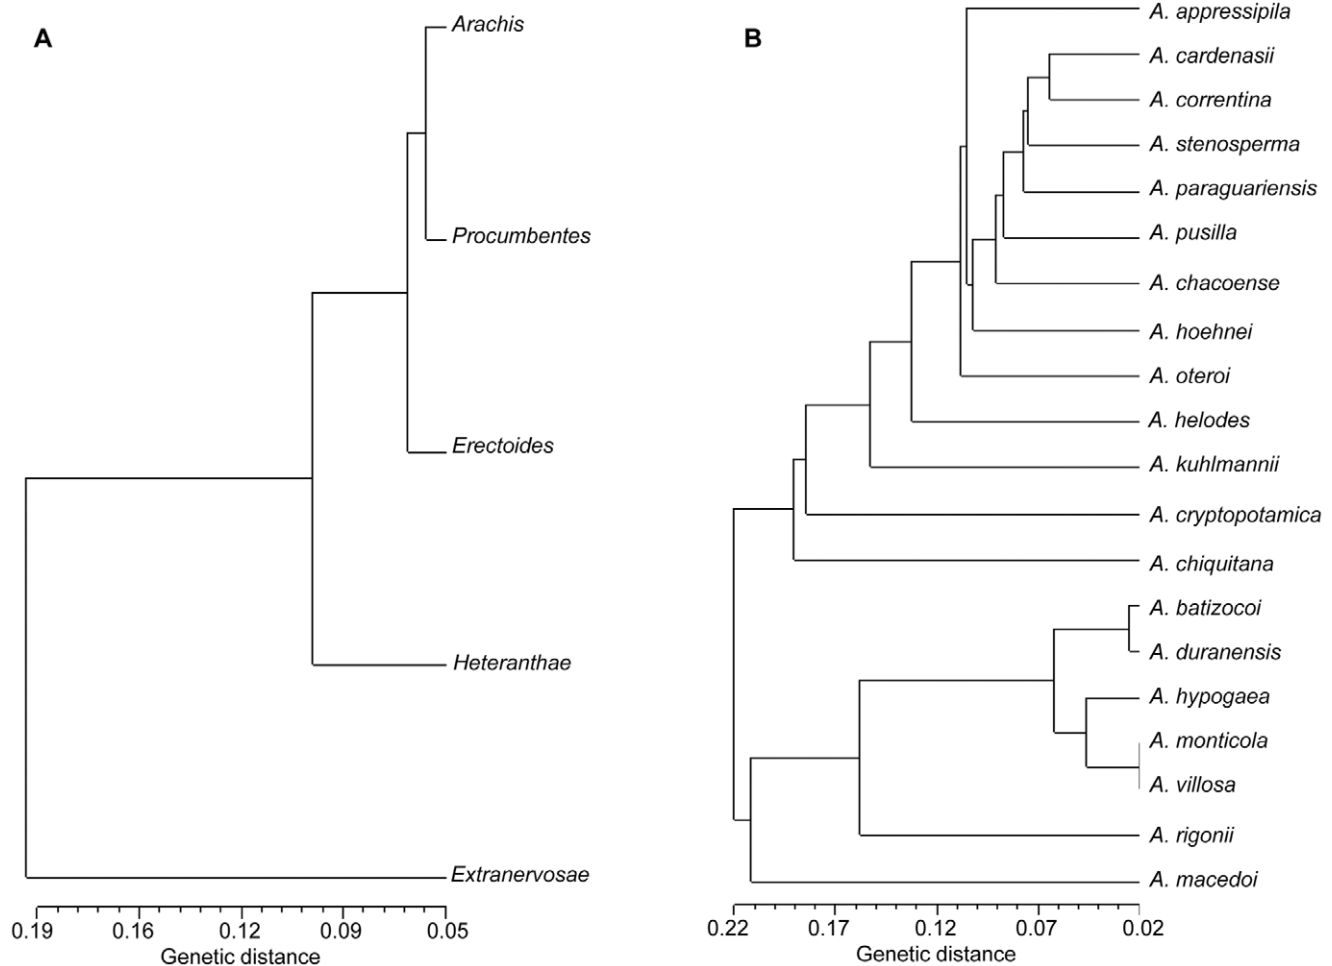 A
Arachis
Procumbentes
Erectoides
Heteranthae
Extranervosae
0.19 0.16 0.12 0.09 0.05
Genetic distance
B
A. appressipila
A. cardenasii
A. correntina
A. stenosperma
A. paraguariensis
A. pusilla
A. chacoense
A. hoehnei
A. oteroi
A. helodes
A. kuhlmannii
A. cryptopotamica
A. chiquitana
A. batizocoi
A. duranensis
A. hypogaea
A. monticola
A. villosa
A. rigonii
A. macedoi
0.22 0.17 0.12 0.07 0.02
Genetic distance